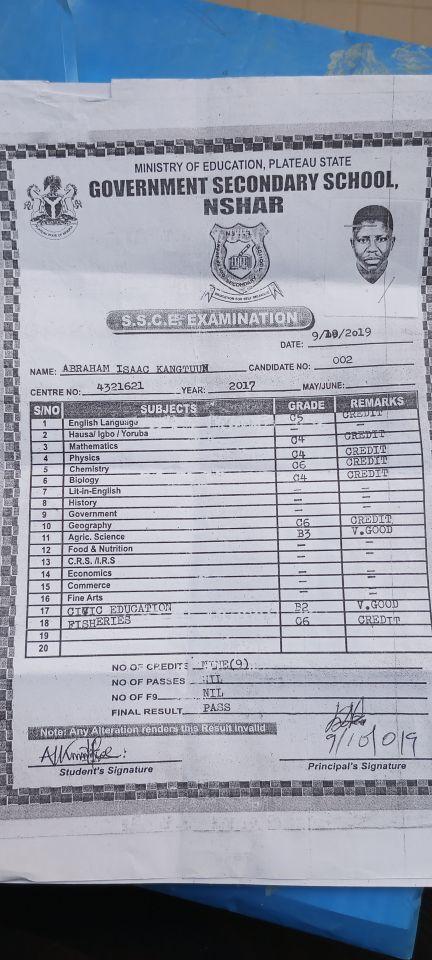 MINISTRY OF EDUCATION, PLATEAU STATE
GOVERNMENT SECONDARY SCHOOL,
NSHAR
S.S.C.E. EXAMINATION
DATE: 9/10/2019
NAME: ABRAHAM ISAAC KANGTUUN CANDIDATE NO: 002
CENTRE NO: 4321621 YEAR: 2017 MAY/JUNE:
S/NO SUBJECTS GRADE REMARKS
1 English Language C5 CREDIT
2 Hausa/ Igbo / Yoruba — —
3 Mathematics C4 CREDIT
4 Physics C4 CREDIT
5 Chemistry C6 CREDIT
6 Biology C4 CREDIT
7 Lit-in-English — —
8 History — —
9 Government — —
10 Geography C6 CREDIT
11 Agric. Science B3 V.GOOD
12 Food & Nutrition — —
13 C.R.S. /I.R.S — —
14 Economics — —
15 Commerce — —
16 Fine Arts — —
17 CIVIC EDUCATION B2 V.GOOD
18 FISHERIES C6 CREDIT
19
20
NO OF CREDITS NINE(9)
NO OF PASSES NIL
NO OF F9 NIL
FINAL RESULT PASS
Note: Any Alteration renders this Result invalid
Student's Signature
9/10/019
Principal's Signature